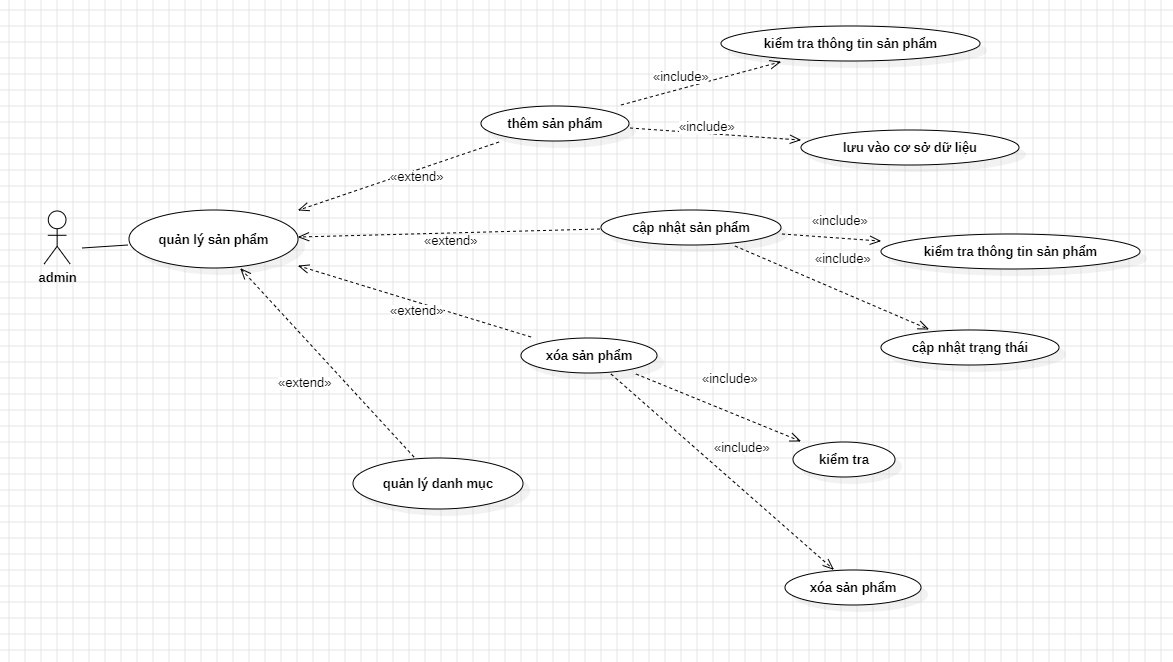 kiểm tra thông tin sản phẩm
«include»
thêm sản phẩm
«include»
lưu vào cơ sở dữ liệu
«extend»
admin
quản lý sản phẩm
«extend»
cập nhật sản phẩm
«include»
kiểm tra thông tin sản phẩm
«include»
cập nhật trạng thái
«extend»
xóa sản phẩm
«include»
kiểm tra
«include»
xóa sản phẩm
«extend»
quản lý danh mục